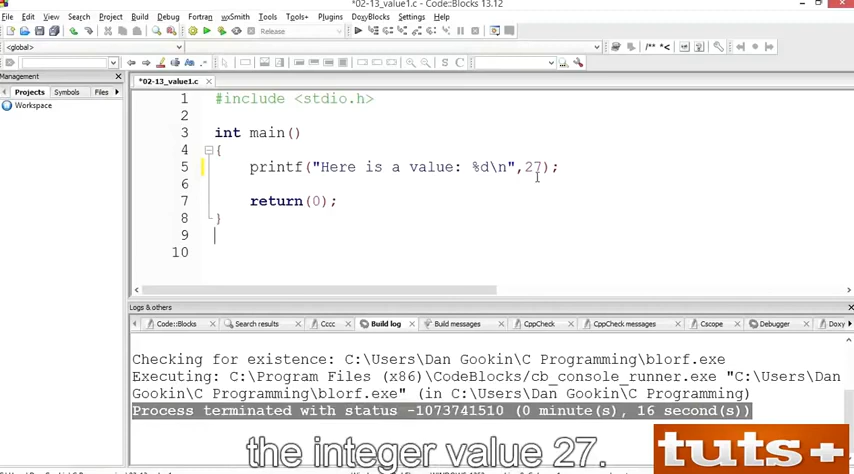 *02-13_value1.c - Code::Blocks 13.12
File Edit View Search Project Build Debug Fortran wxSmith Tools Tools+ Plugins DoxyBlocks Settings Help
Release
<global>
/** *<
S C
Management
Projects Symbols Files
Workspace
*02-13_value1.c
1 #include <stdio.h>
2
3 int main()
4 {
5 printf("Here is a value: %d\n",27);
6
7 return(0);
8 }
9
10
Logs & others
Code::Blocks Search results Cccc Build log Build messages CppCheck CppCheck messages Cscope Debugger Doxy
Checking for existence: C:\Users\Dan Gookin\C Programming\blorf.exe
Executing: C:\Program Files (x86)\CodeBlocks/cb_console_runner.exe "C:\Users\Dan
Gookin\C Programming\blorf.exe" (in C:\Users\Dan Gookin\C Programming)
Process terminated with status -1073741510 (0 minute(s), 16 second(s))
the integer value 27.
tuts+